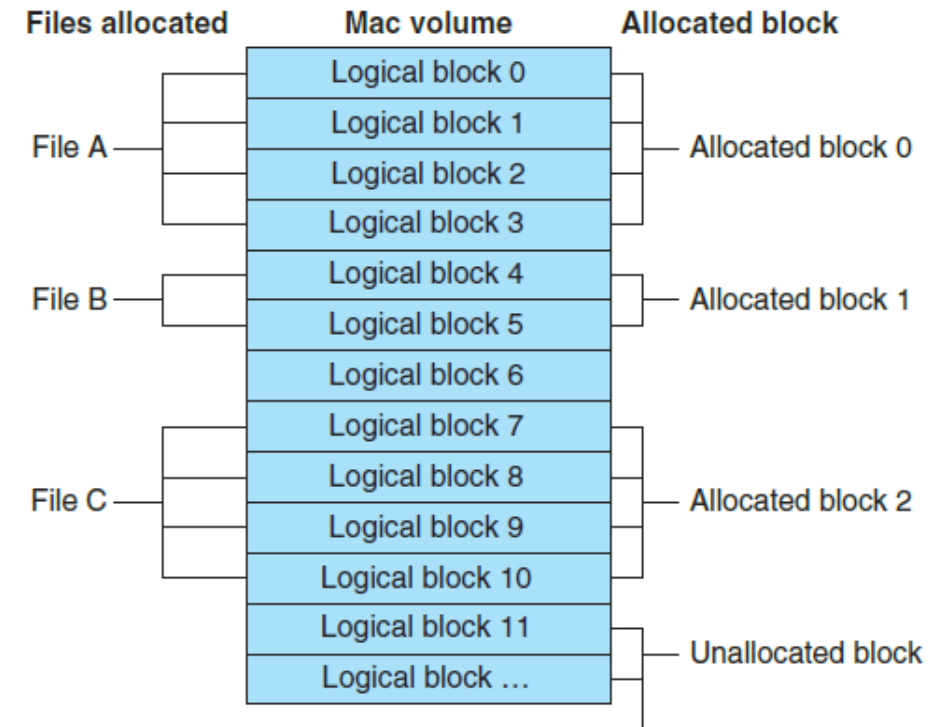 Files allocated Mac volume Allocated block
Logical block 0
Logical block 1
File A Allocated block 0
Logical block 2
Logical block 3
Logical block 4
File B Allocated block 1
Logical block 5
Logical block 6
Logical block 7
Logical block 8
File C Allocated block 2
Logical block 9
Logical block 10
Logical block 11
Unallocated block
Logical block …